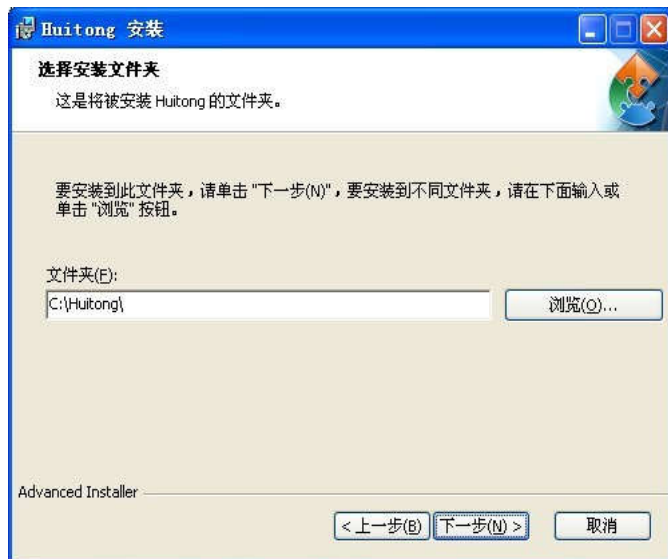 Huitong 安装
选择安装文件夹
这是将被安装 Huitong 的文件夹。
要安装到此文件夹，请单击 "下一步(N)"，要安装到不同文件夹，请在下面输入或
单击 "浏览" 按钮。
文件夹(F):
C:\Huitong\
浏览(O)...
Advanced Installer
< 上一步(B) 下一步(N) > 取消